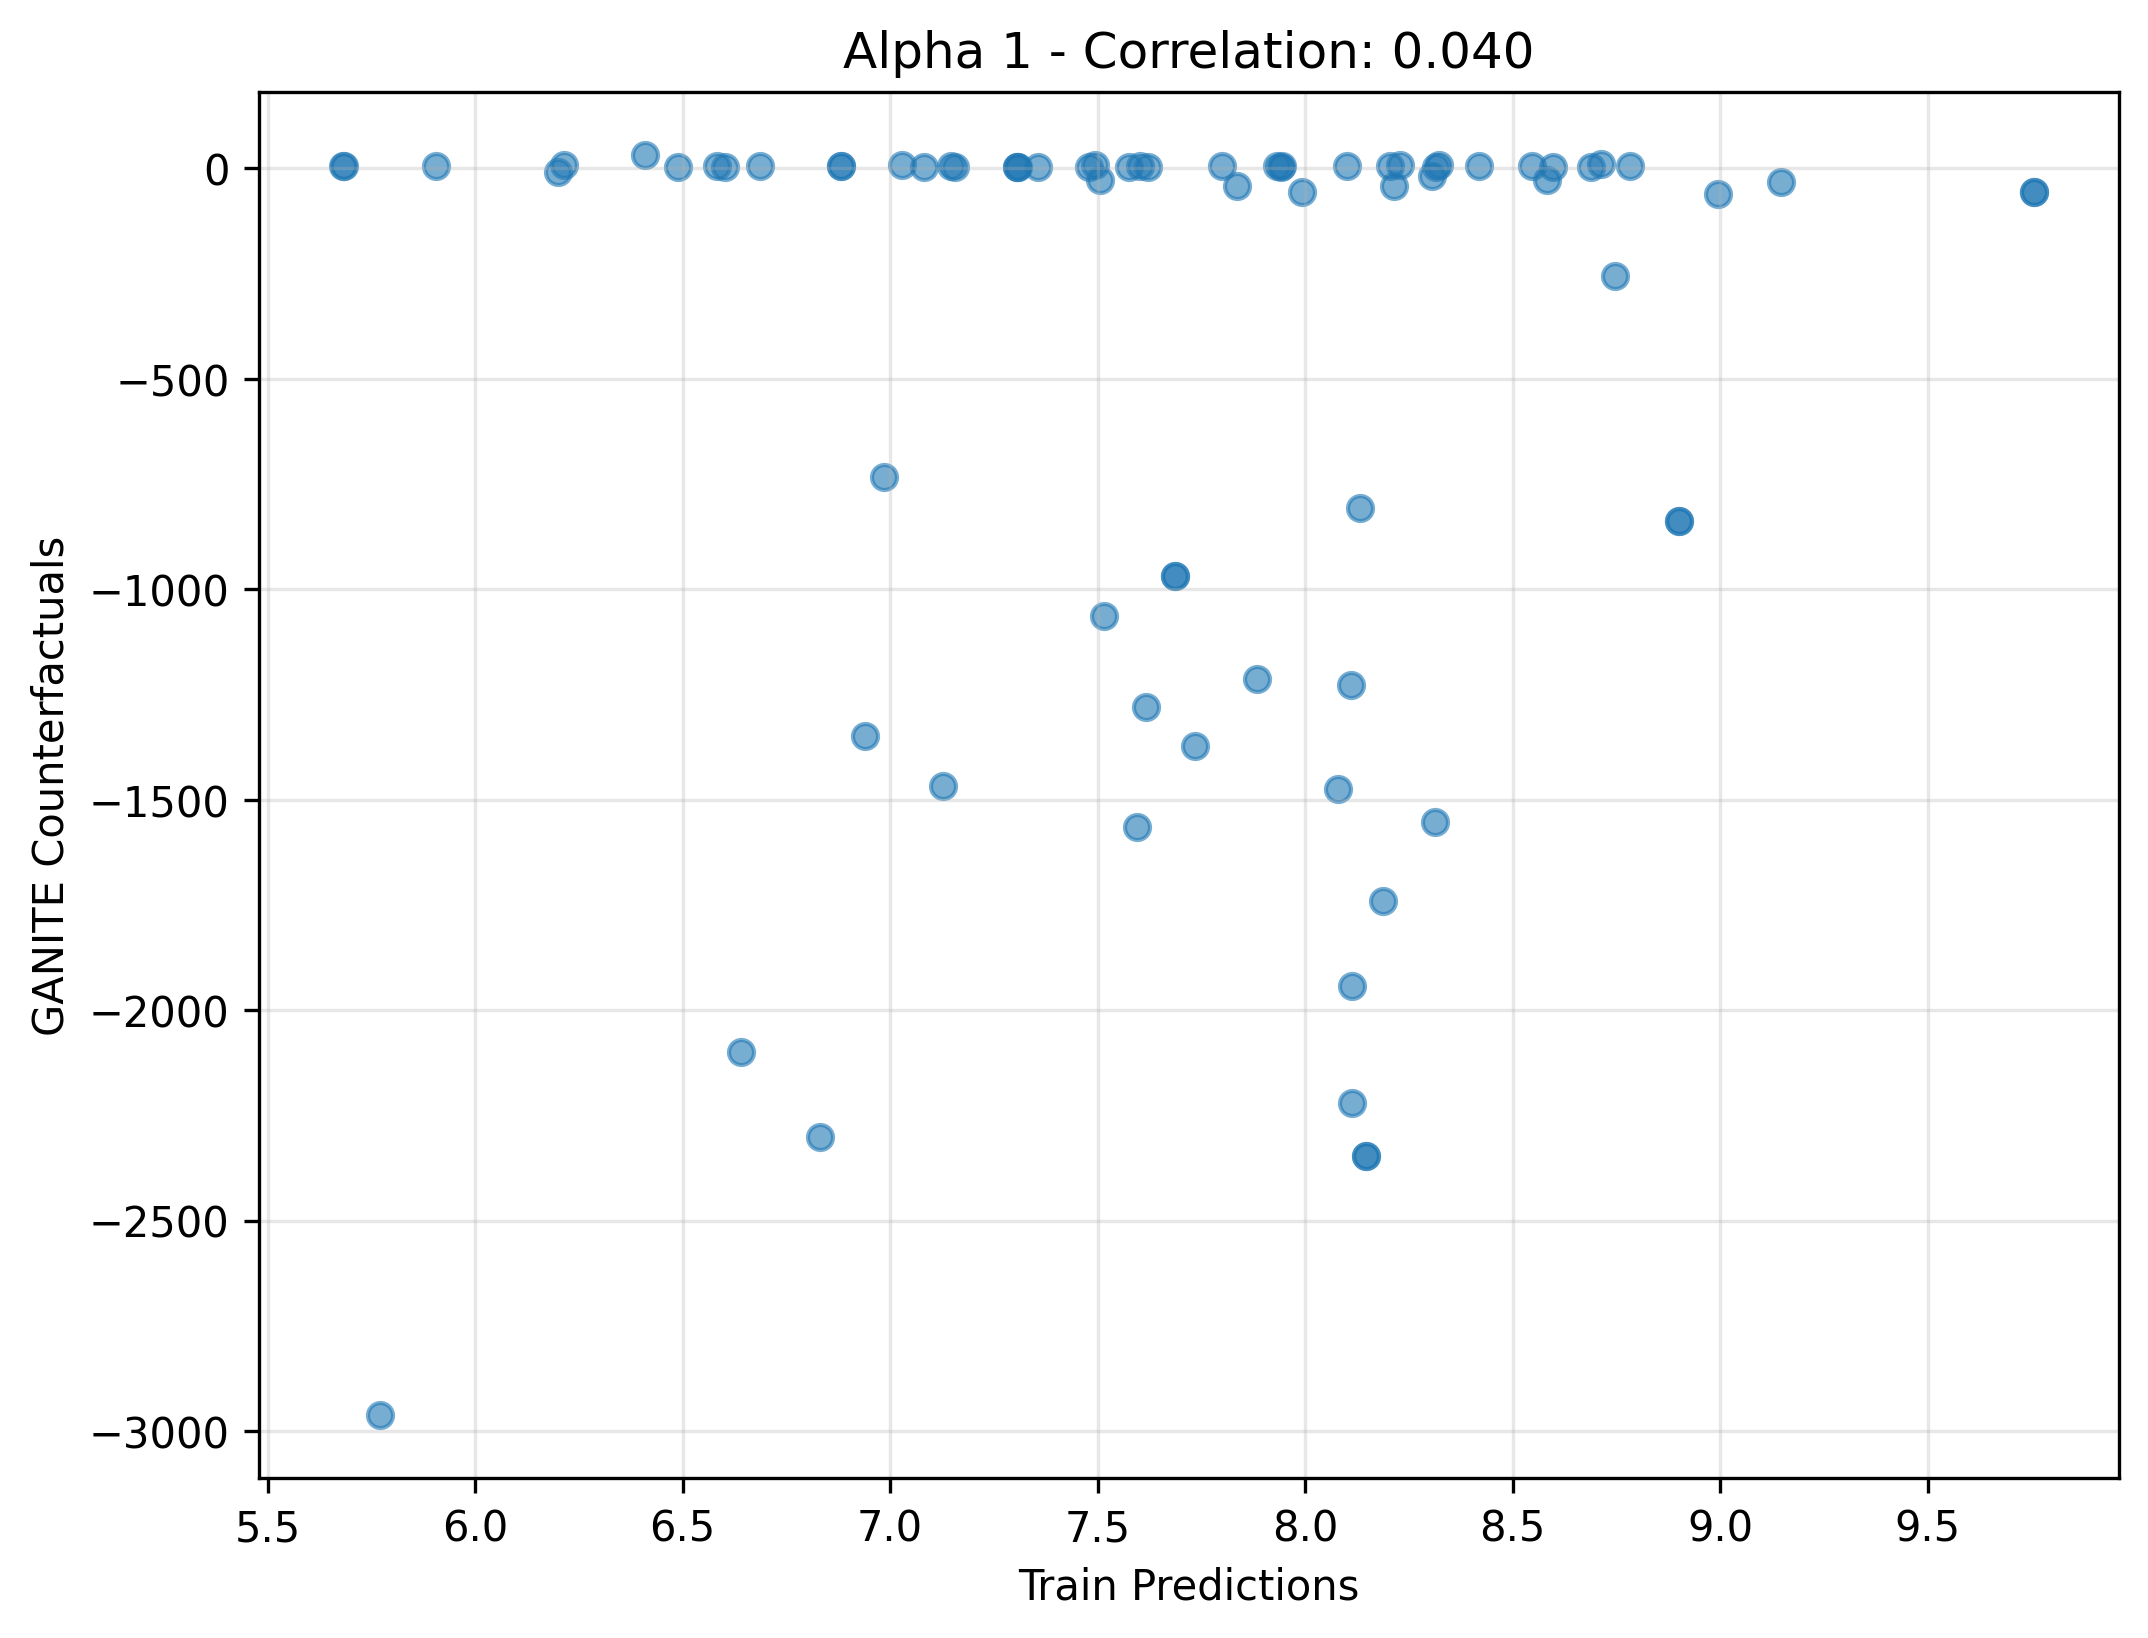 Alpha 1 - Correlation: 0.040
0
−500
−1000
−1500
−2000
−2500
−3000
GANITE Counterfactuals
5.5 6.0 6.5 7.0 7.5 8.0 8.5 9.0 9.5
Train Predictions